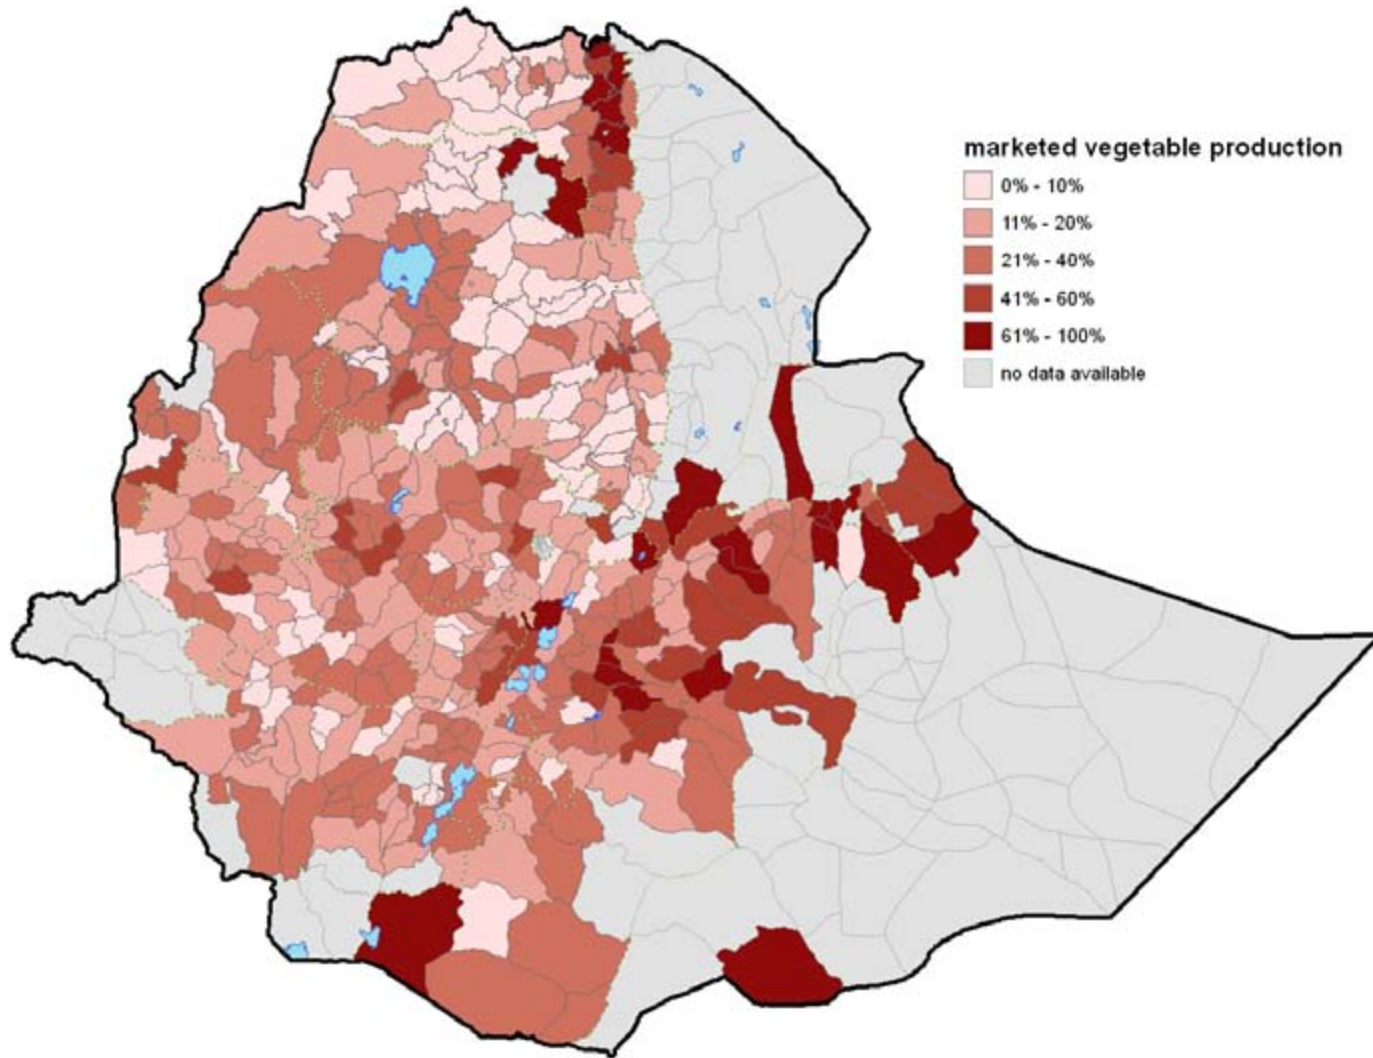 marketed vegetable production
0% - 10%
11% - 20%
21% - 40%
41% - 60%
61% - 100%
no data available